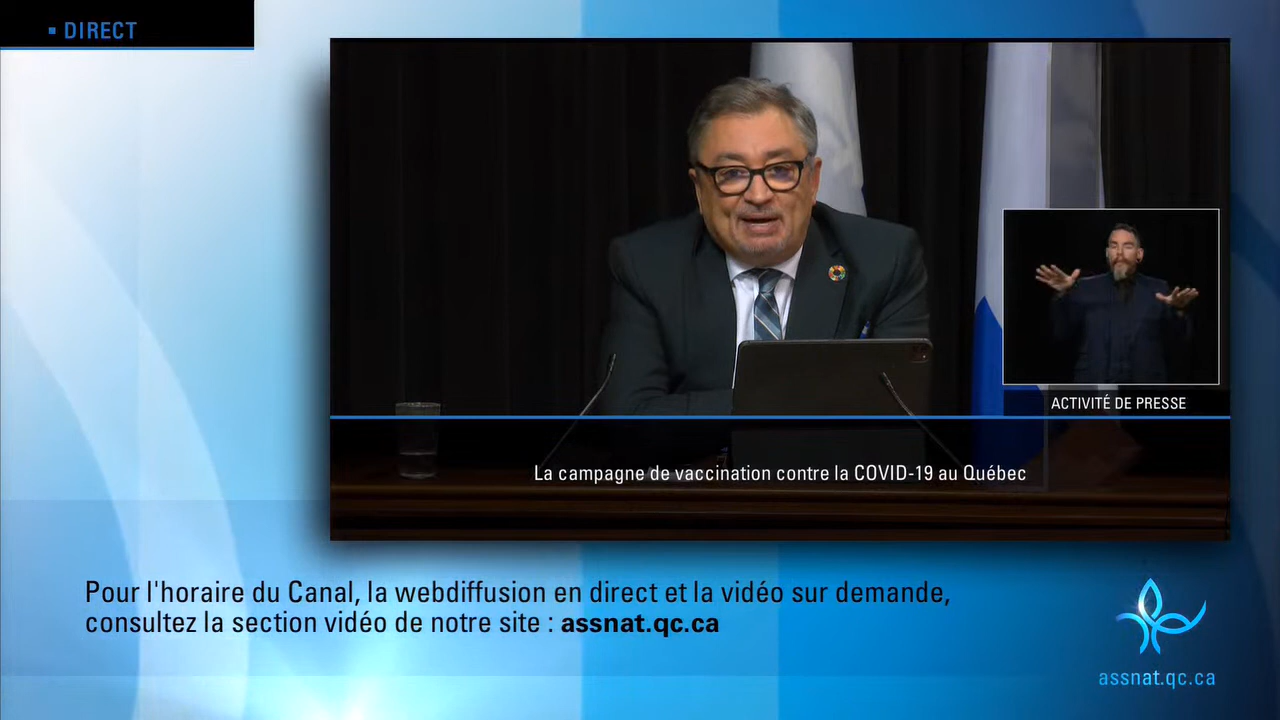 ▪ DIRECT
ACTIVITÉ DE PRESSE
La campagne de vaccination contre la COVID-19 au Québec
Pour l'horaire du Canal, la webdiffusion en direct et la vidéo sur demande,
consultez la section vidéo de notre site : assnat.qc.ca
assnat.qc.ca